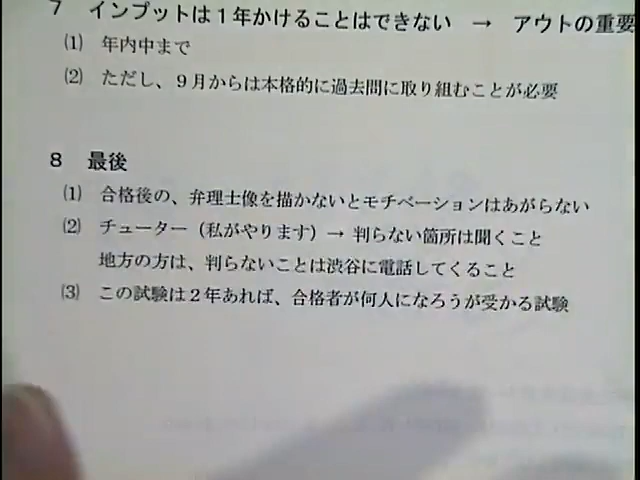 7 インプットは1年かけることはできない → アウトの重要
(1) 年内中まで
(2) ただし、9月からは本格的に過去問に取り組むことが必要
8 最後
(1) 合格後の、弁理士像を描かないとモチベーションはあがらない
(2) チューター（私がやります）→ 判らない箇所は聞くこと
地方の方は、判らないことは渋谷に電話してくること
(3) この試験は2年あれば、合格者が何人になろうが受かる試験